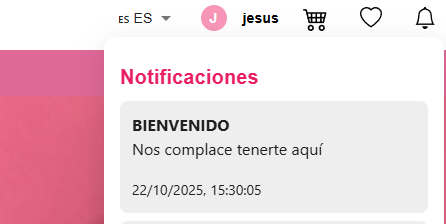 ES ES
J jesus
Notificaciones
BIENVENIDO
Nos complace tenerte aquí
22/10/2025, 15:30:05